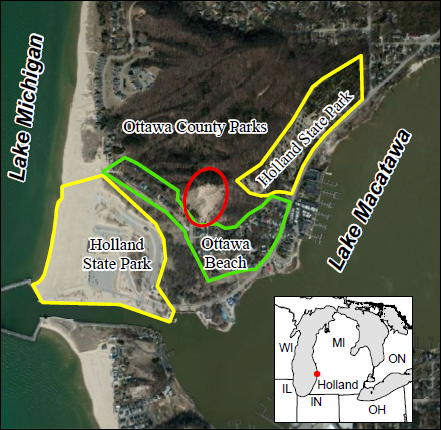 Lake Michigan
Ottawa County Parks
Holland State Park
Lake Macatawa
Holland
State Park
Ottawa
Beach
WI
MI
ON
IL
Holland
IN
OH